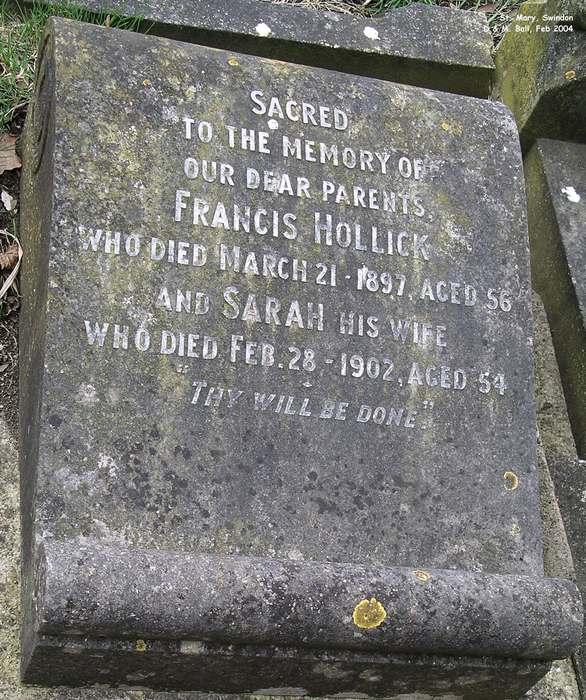 St. Mary, Swindon
D & M. Ball, Feb 2004
SACRED
TO THE MEMORY OF
OUR DEAR PARENTS,
FRANCIS HOLLICK
WHO DIED MARCH 21-1897, AGED 56
AND SARAH HIS WIFE
WHO DIED FEB. 28-1902, AGED 54
"THY WILL BE DONE"